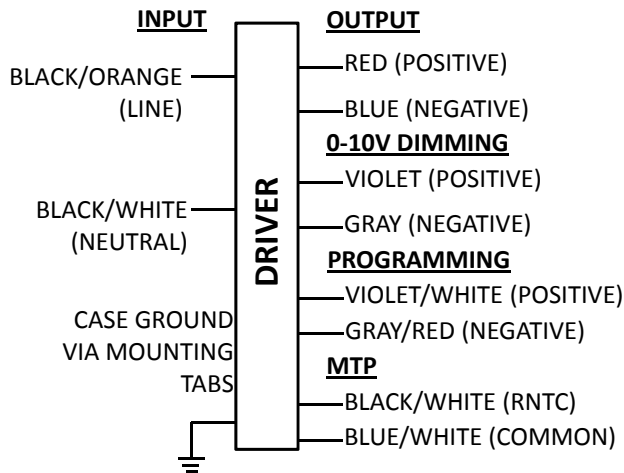 INPUT
BLACK/ORANGE
(LINE)
BLACK/WHITE
(NEUTRAL)
CASE GROUND
VIA MOUNTING
TABS
DRIVER
OUTPUT
RED (POSITIVE)
BLUE (NEGATIVE)
0-10V DIMMING
VIOLET (POSITIVE)
GRAY (NEGATIVE)
PROGRAMMING
VIOLET/WHITE (POSITIVE)
GRAY/RED (NEGATIVE)
MTP
BLACK/WHITE (RNTC)
BLUE/WHITE (COMMON)